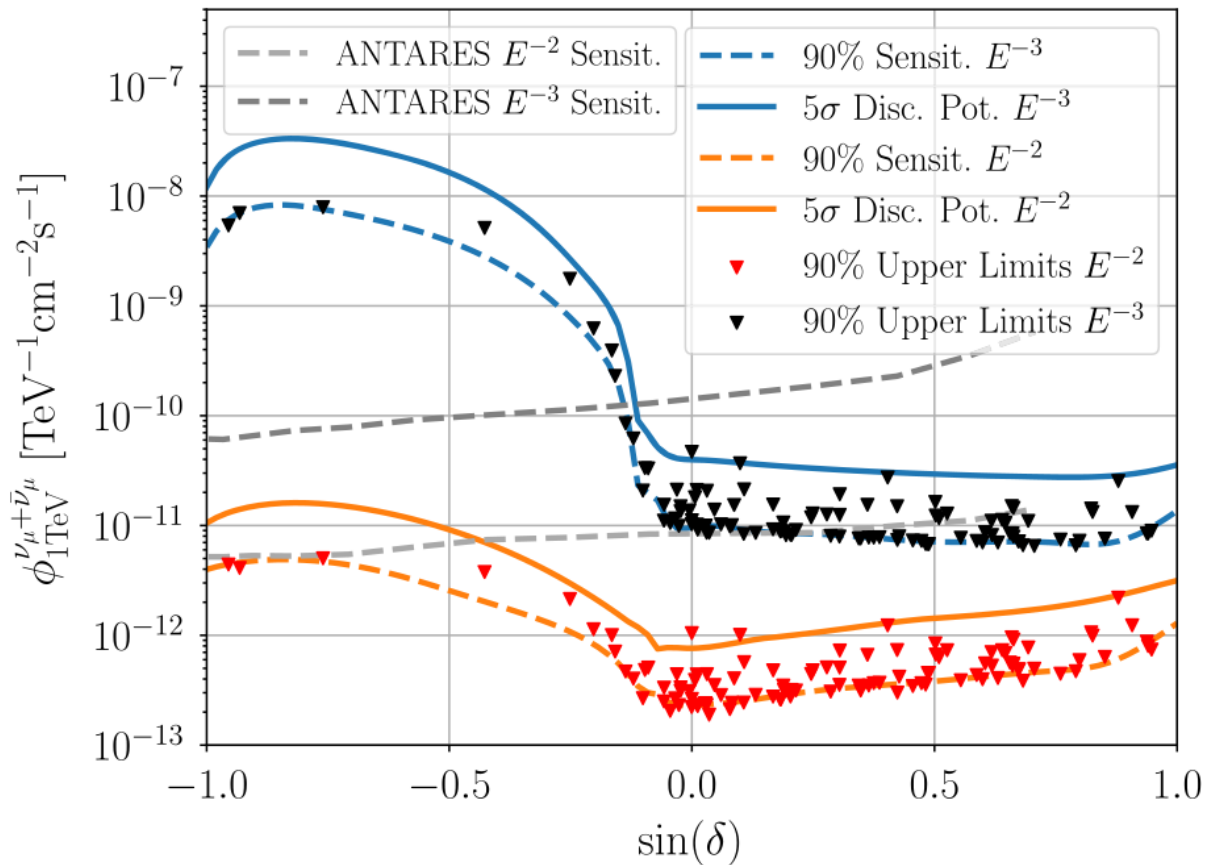 ANTARES E⁻² Sensit.
ANTARES E⁻³ Sensit.
90% Sensit. E⁻³
5σ Disc. Pot. E⁻³
90% Sensit. E⁻²
5σ Disc. Pot. E⁻²
90% Upper Limits E⁻²
90% Upper Limits E⁻³
ϕ^{ν_μ+ν̄_μ}_{1TeV} [TeV⁻¹cm⁻²s⁻¹]
10⁻⁷
10⁻⁸
10⁻⁹
10⁻¹⁰
10⁻¹¹
10⁻¹²
10⁻¹³
−1.0 −0.5 0.0 0.5 1.0
sin(δ)